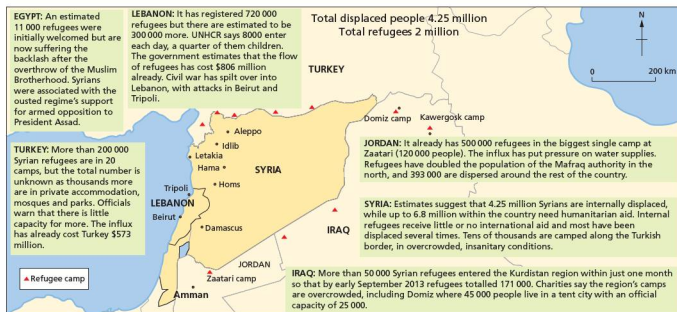 EGYPT: An estimated
11 000 refugees were
initially welcomed but are
now suffering the
backlash after the
overthrow of the Muslim
Brotherhood. Syrians
were associated with the
ousted regime's support
for armed opposition to
President Assad.
LEBANON: It has registered 720 000
refugees but there are estimated to be
300 000 more. UNHCR says 8000 enter
each day, a quarter of them children.
The government estimates that the flow
of refugees has cost $806 million
already. Civil war has spilt over into
Lebanon, with attacks in Beirut and
Tripoli.
Total displaced people 4.25 million
Total refugees 2 million
TURKEY
0 200 km
Domiz camp
Kawergosk camp
Aleppo
Idlib
Letakia
Hama
SYRIA
Homs
Tripoli
LEBANON
Beirut
Damascus
IRAQ
JORDAN
Zaatari camp
Amman
TURKEY: More than 200 000
Syrian refugees are in 20
camps, but the total number is
unknown as thousands more
are in private accommodation,
mosques and parks. Officials
warn that there is little
capacity for more. The influx
has already cost Turkey $573
million.
JORDAN: It already has 500 000 refugees in the biggest single camp at
Zaatari (120 000 people). The influx has put pressure on water supplies.
Refugees have doubled the population of the Mafraq authority in the
north, and 393 000 are dispersed around the rest of the country.
SYRIA: Estimates suggest that 4.25 million Syrians are internally displaced,
while up to 6.8 million within the country need humanitarian aid. Internal
refugees receive little or no international aid and most have been
displaced several times. Tens of thousands are camped along the Turkish
border, in overcrowded, insanitary conditions.
IRAQ: More than 50 000 Syrian refugees entered the Kurdistan region within just one month
so that by early September 2013 refugees totalled 171 000. Charities say the region's camps
are overcrowded, including Domiz where 45 000 people live in a tent city with an official
capacity of 25 000.
Refugee camp